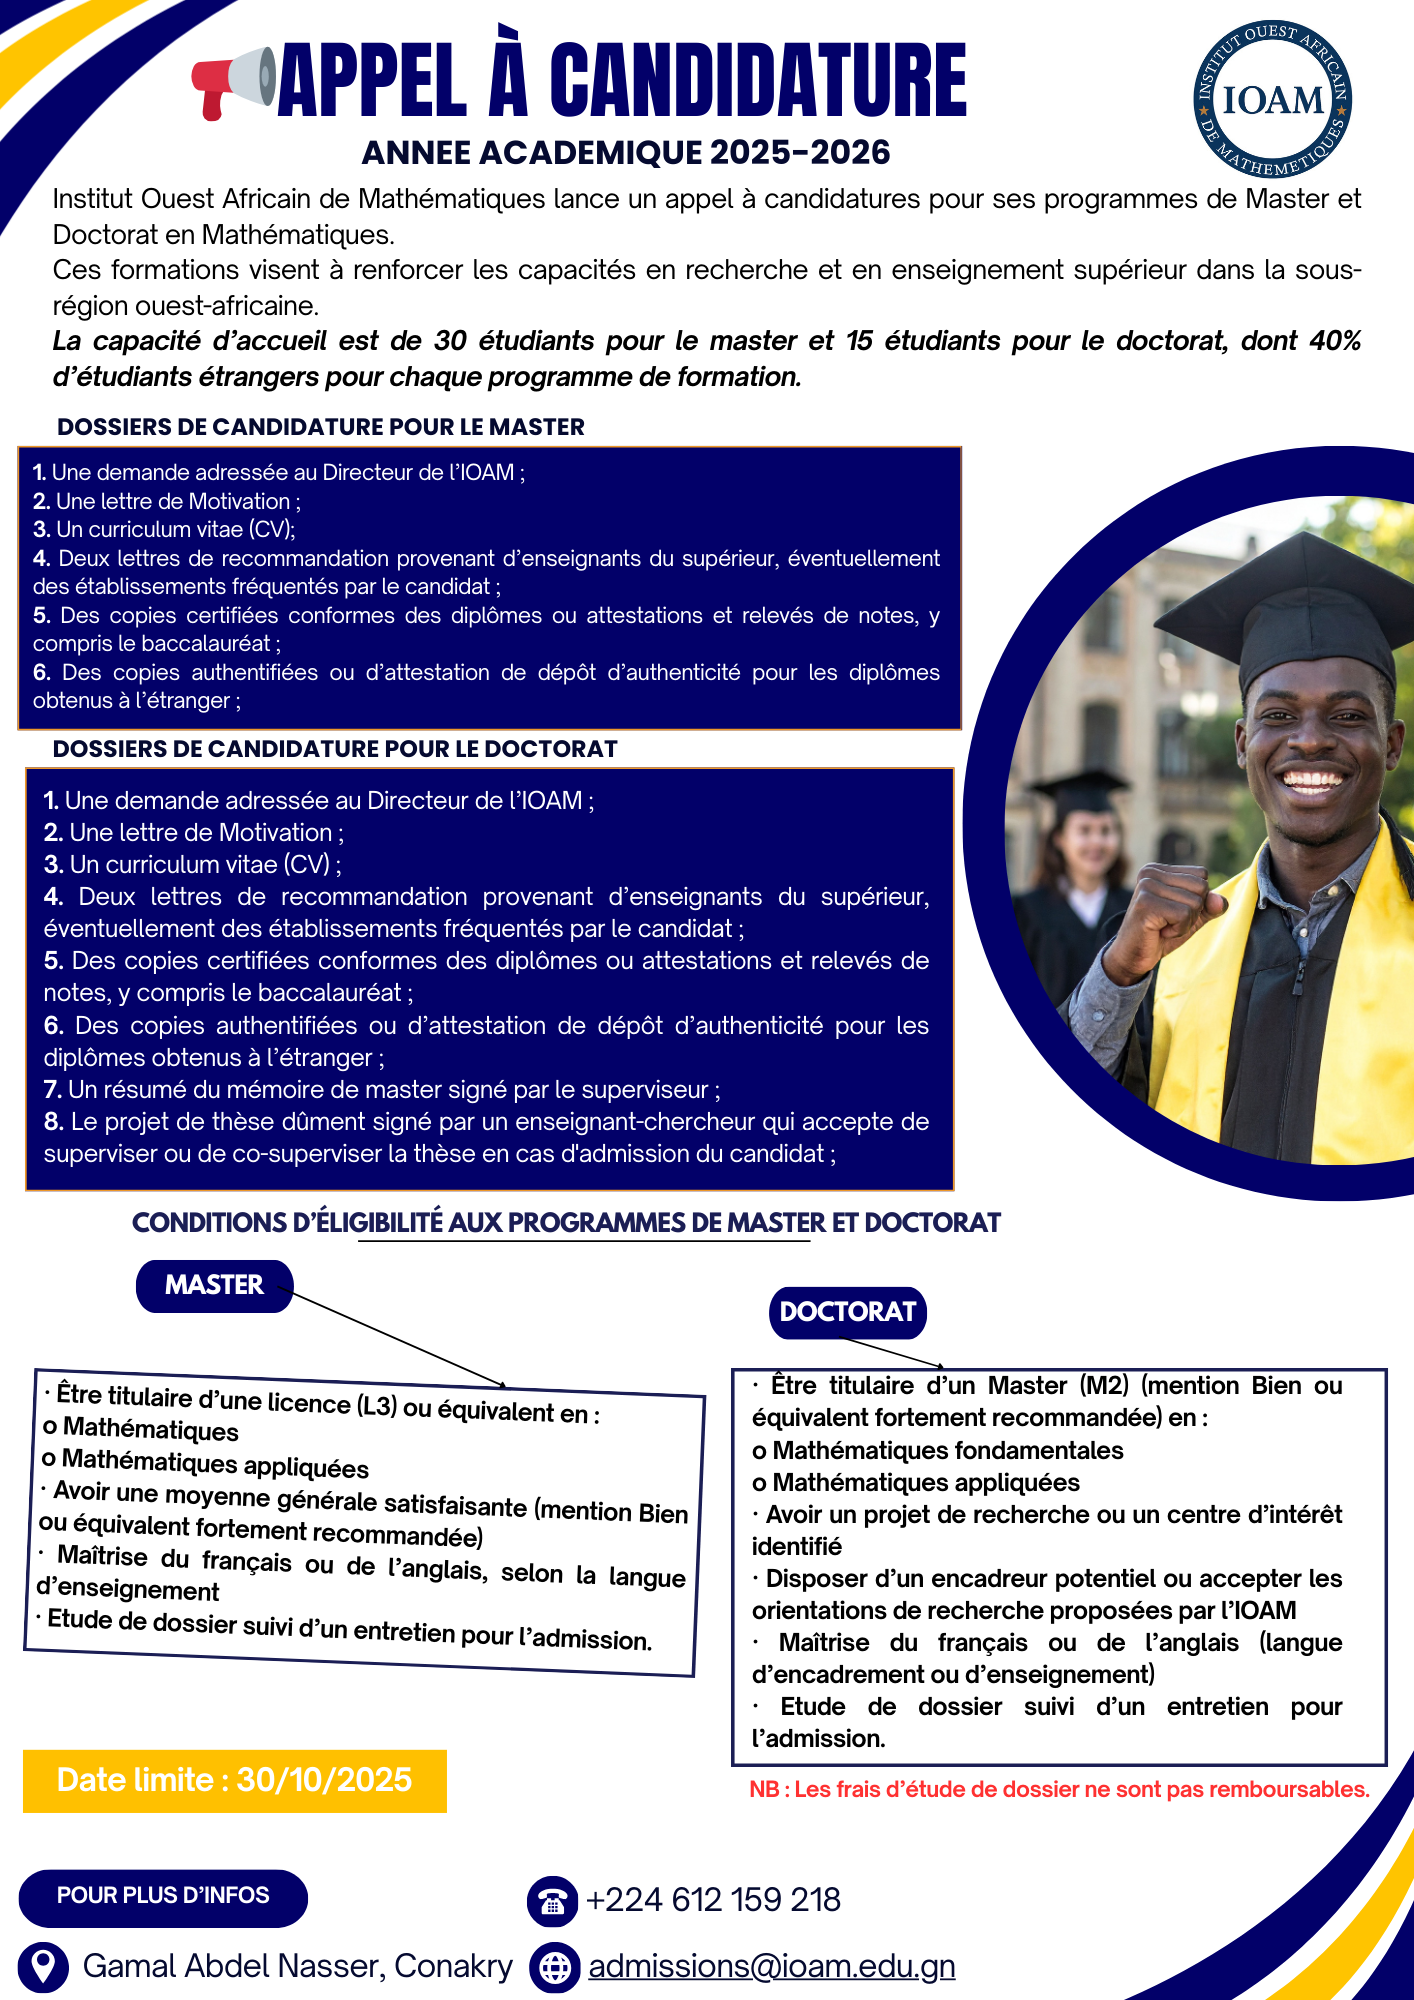 APPEL À CANDIDATURE
INSTITUT OUEST AFRICAIN
IOAM
DE MATHEMETIQUES
ANNEE ACADEMIQUE 2025-2026
Institut Ouest Africain de Mathématiques lance un appel à candidatures pour ses programmes de Master et
Doctorat en Mathématiques.
Ces formations visent à renforcer les capacités en recherche et en enseignement supérieur dans la sous-
région ouest-africaine.
La capacité d’accueil est de 30 étudiants pour le master et 15 étudiants pour le doctorat, dont 40%
d’étudiants étrangers pour chaque programme de formation.
DOSSIERS DE CANDIDATURE POUR LE MASTER
1. Une demande adressée au Directeur de l’IOAM ;
2. Une lettre de Motivation ;
3. Un curriculum vitae (CV);
4. Deux lettres de recommandation provenant d’enseignants du supérieur, éventuellement
des établissements fréquentés par le candidat ;
5. Des copies certifiées conformes des diplômes ou attestations et relevés de notes, y
compris le baccalauréat ;
6. Des copies authentifiées ou d’attestation de dépôt d’authenticité pour les diplômes
obtenus à l’étranger ;
DOSSIERS DE CANDIDATURE POUR LE DOCTORAT
1. Une demande adressée au Directeur de l’IOAM ;
2. Une lettre de Motivation ;
3. Un curriculum vitae (CV) ;
4. Deux lettres de recommandation provenant d’enseignants du supérieur,
éventuellement des établissements fréquentés par le candidat ;
5. Des copies certifiées conformes des diplômes ou attestations et relevés de
notes, y compris le baccalauréat ;
6. Des copies authentifiées ou d’attestation de dépôt d’authenticité pour les
diplômes obtenus à l’étranger ;
7. Un résumé du mémoire de master signé par le superviseur ;
8. Le projet de thèse dûment signé par un enseignant-chercheur qui accepte de
superviser ou de co-superviser la thèse en cas d'admission du candidat ;
CONDITIONS D’ÉLIGIBILITÉ AUX PROGRAMMES DE MASTER ET DOCTORAT
MASTER
· Être titulaire d’une licence (L3) ou équivalent en :
o Mathématiques
o Mathématiques appliquées
· Avoir une moyenne générale satisfaisante (mention Bien
ou équivalent fortement recommandée)
· Maîtrise du français ou de l’anglais, selon la langue
d’enseignement
· Etude de dossier suivi d’un entretien pour l’admission.
DOCTORAT
· Être titulaire d’un Master (M2) (mention Bien ou
équivalent fortement recommandée) en :
o Mathématiques fondamentales
o Mathématiques appliquées
· Avoir un projet de recherche ou un centre d’intérêt
identifié
· Disposer d’un encadreur potentiel ou accepter les
orientations de recherche proposées par l’IOAM
· Maîtrise du français ou de l’anglais (langue
d’encadrement ou d’enseignement)
· Etude de dossier suivi d’un entretien pour
l’admission.
Date limite : 30/10/2025
NB : Les frais d’étude de dossier ne sont pas remboursables.
POUR PLUS D’INFOS
+224 612 159 218
Gamal Abdel Nasser, Conakry
admissions@ioam.edu.gn